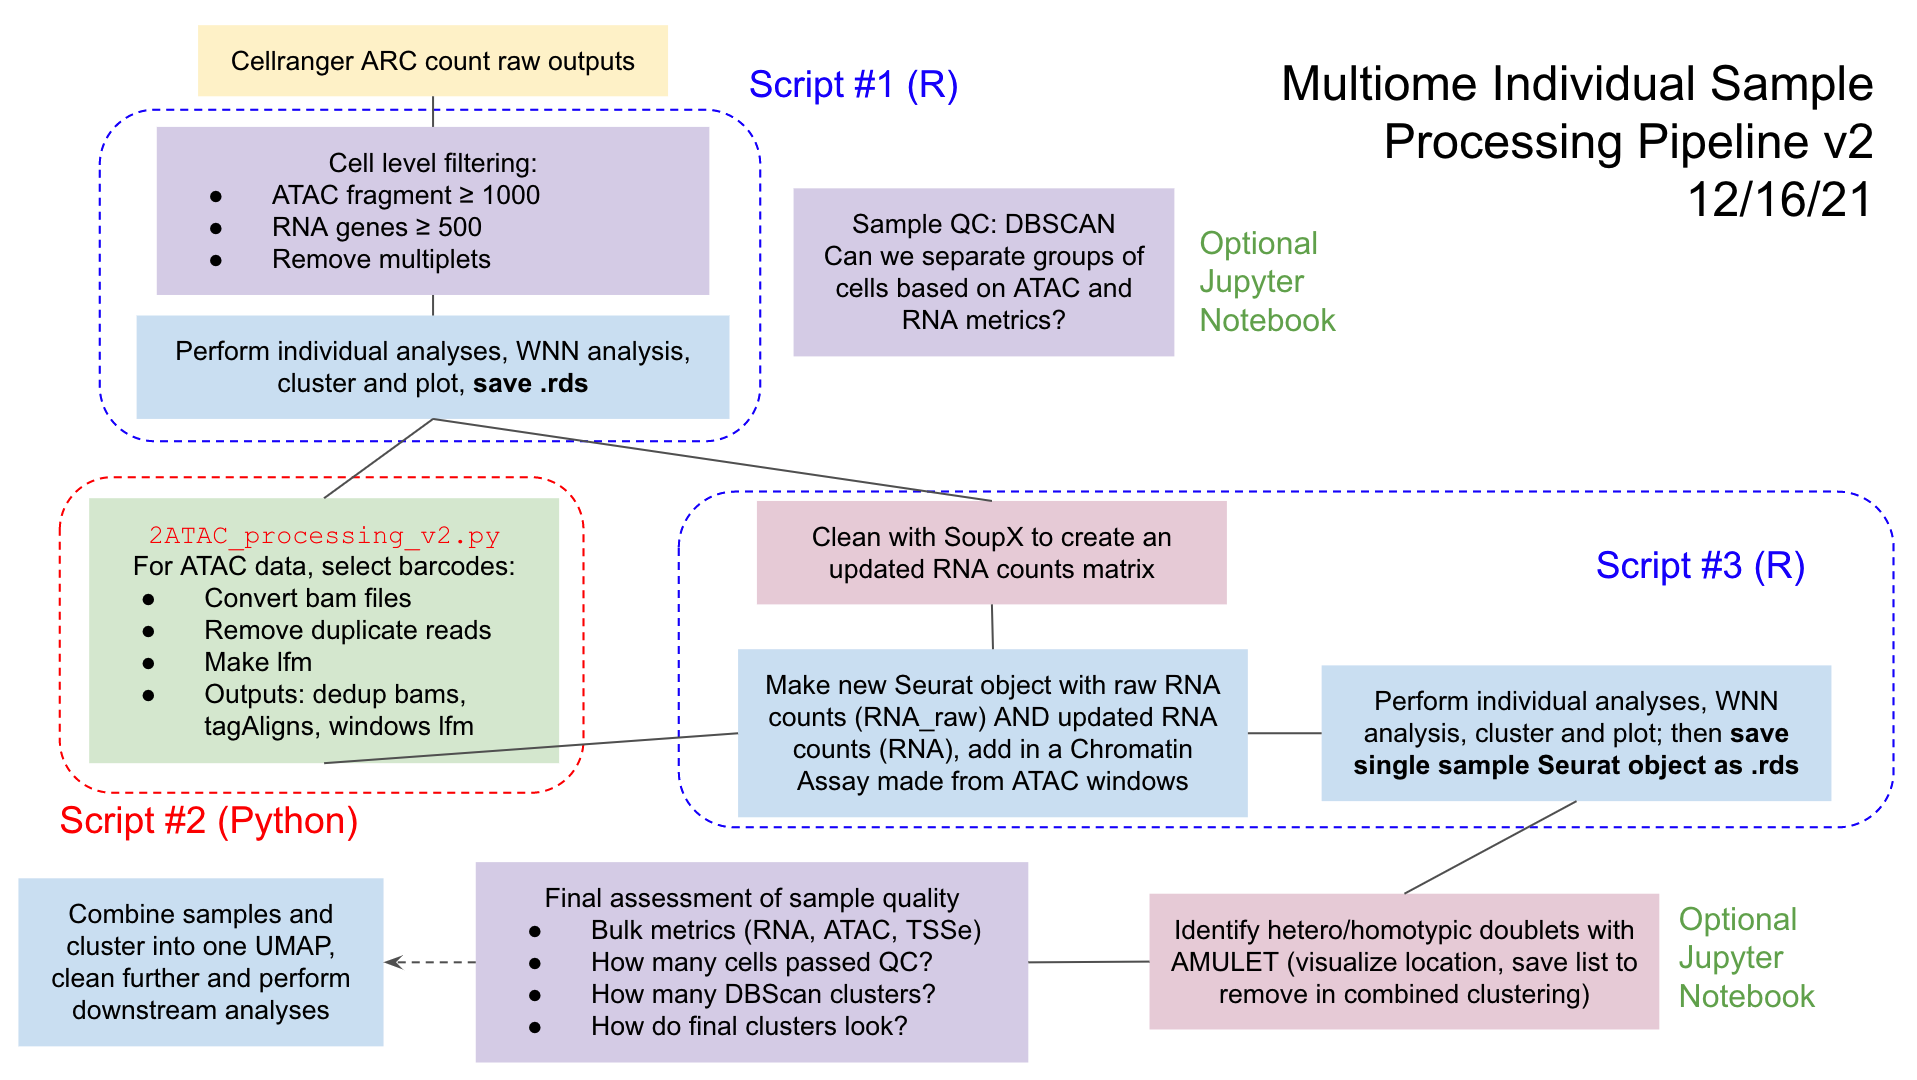 Cellranger ARC count raw outputs
Script #1 (R)
Multiome Individual Sample
Processing Pipeline v2
12/16/21
Cell level filtering:
● ATAC fragment ≥ 1000
● RNA genes ≥ 500
● Remove multiplets
Sample QC: DBSCAN
Can we separate groups of
cells based on ATAC and
RNA metrics?
Optional
Jupyter
Notebook
Perform individual analyses, WNN analysis,
cluster and plot, save .rds
2ATAC_processing_v2.py
For ATAC data, select barcodes:
● Convert bam files
● Remove duplicate reads
● Make lfm
● Outputs: dedup bams,
tagAligns, windows lfm
Script #2 (Python)
Clean with SoupX to create an
updated RNA counts matrix
Script #3 (R)
Make new Seurat object with raw RNA
counts (RNA_raw) AND updated RNA
counts (RNA), add in a Chromatin
Assay made from ATAC windows
Perform individual analyses, WNN
analysis, cluster and plot; then save
single sample Seurat object as .rds
Combine samples and
cluster into one UMAP,
clean further and perform
downstream analyses
Final assessment of sample quality
● Bulk metrics (RNA, ATAC, TSSe)
● How many cells passed QC?
● How many DBScan clusters?
● How do final clusters look?
Identify hetero/homotypic doublets with
AMULET (visualize location, save list to
remove in combined clustering)
Optional
Jupyter
Notebook